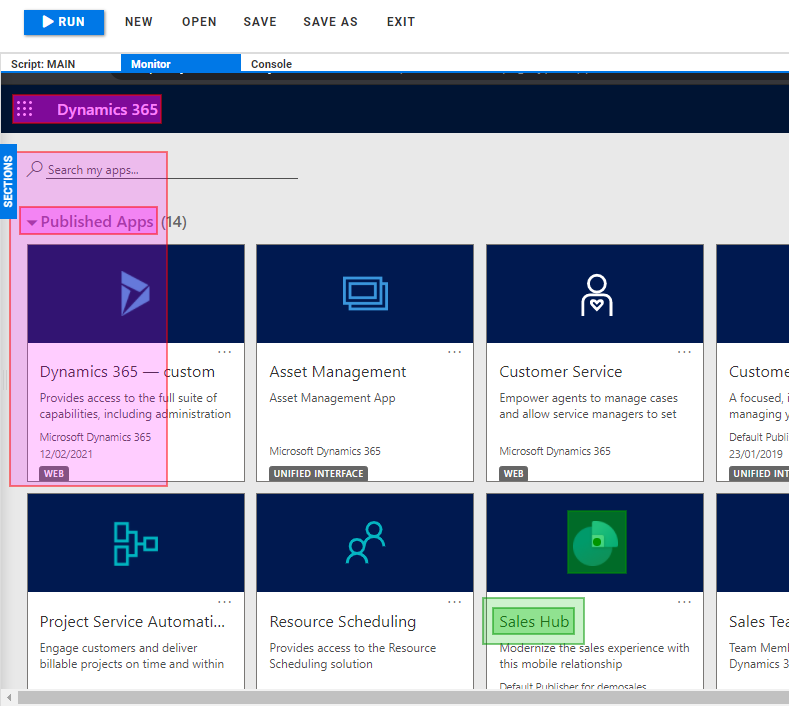 RUN NEW OPEN SAVE SAVE AS EXIT
Script: MAIN Monitor Console
Dynamics 365
SECTIONS
Search my apps...
Published Apps (14)
Dynamics 365 — custom
Provides access to the full suite of
capabilities, including administration
Microsoft Dynamics 365
12/02/2021
WEB
Asset Management
Asset Management App
Microsoft Dynamics 365
UNIFIED INTERFACE
Customer Service
Empower agents to manage cases
and allow service managers to set
Microsoft Dynamics 365
WEB
Custome
A focused, i
managing y
Default Publi
23/01/2019
UNIFIED INT
Project Service Automati...
Engage customers and deliver
billable projects on time and within
Resource Scheduling
Provides access to the Resource
Scheduling solution
Sales Hub
Modernize the sales experience with
this mobile relationship
Default Publisher for demosales
Sales Tea
Team Memb
Dynamics 3